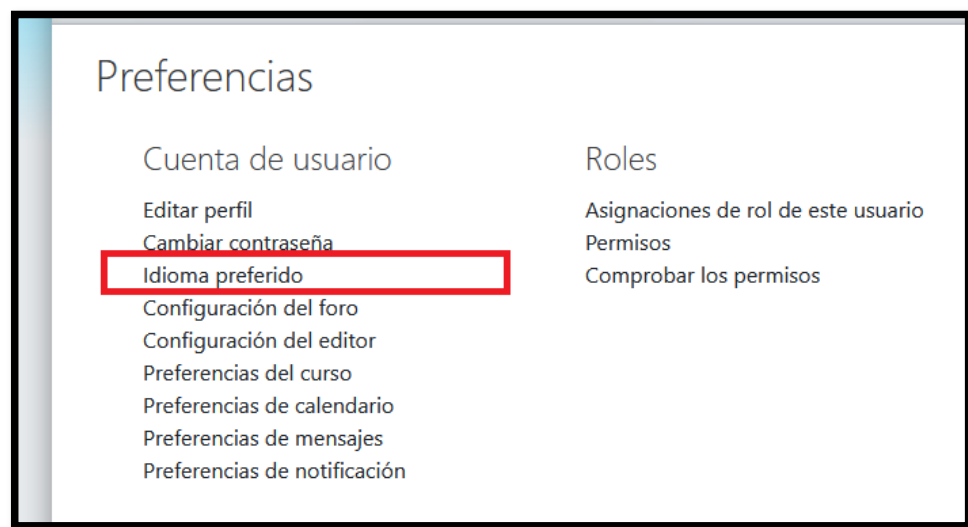 Preferencias
Cuenta de usuario
Editar perfil
Cambiar contraseña
Idioma preferido
Configuración del foro
Configuración del editor
Preferencias del curso
Preferencias de calendario
Preferencias de mensajes
Preferencias de notificación
Roles
Asignaciones de rol de este usuario
Permisos
Comprobar los permisos